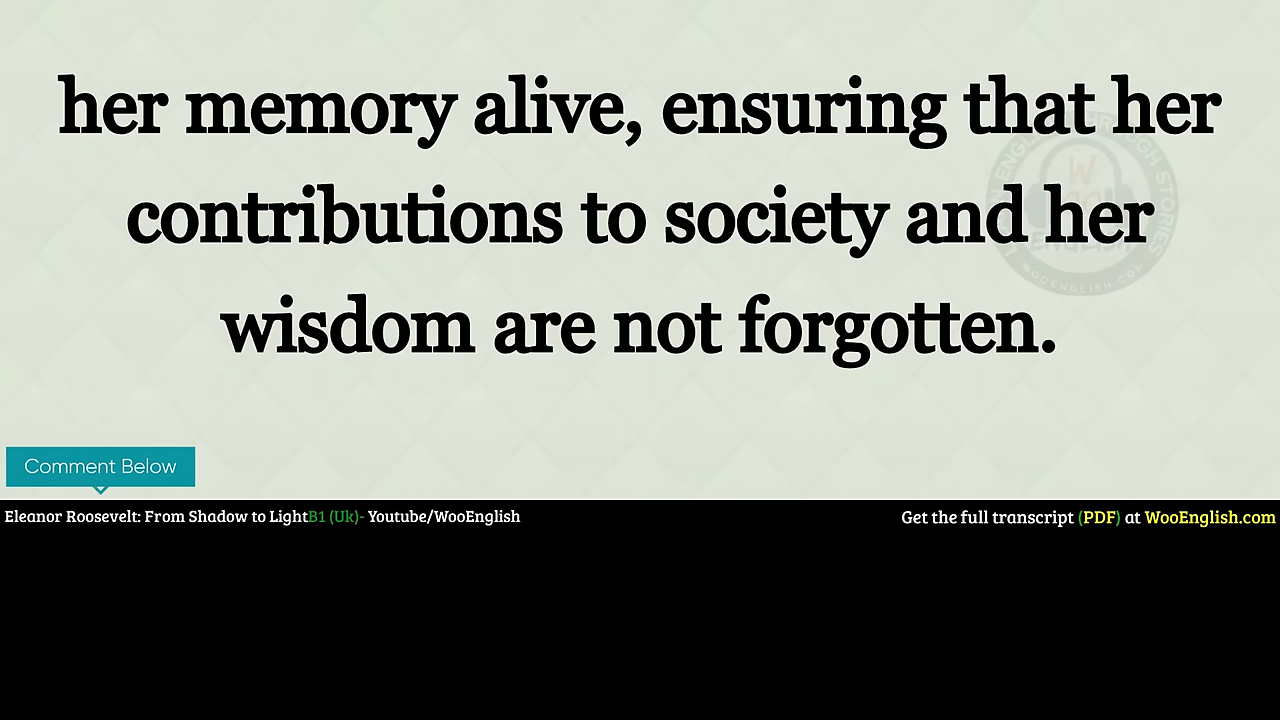 her memory alive, ensuring that her
contributions to society and her
wisdom are not forgotten.
Comment Below
Eleanor Roosevelt: From Shadow to LightB1 (Uk)- Youtube/WooEnglish
Get the full transcript (PDF) at WooEnglish.com